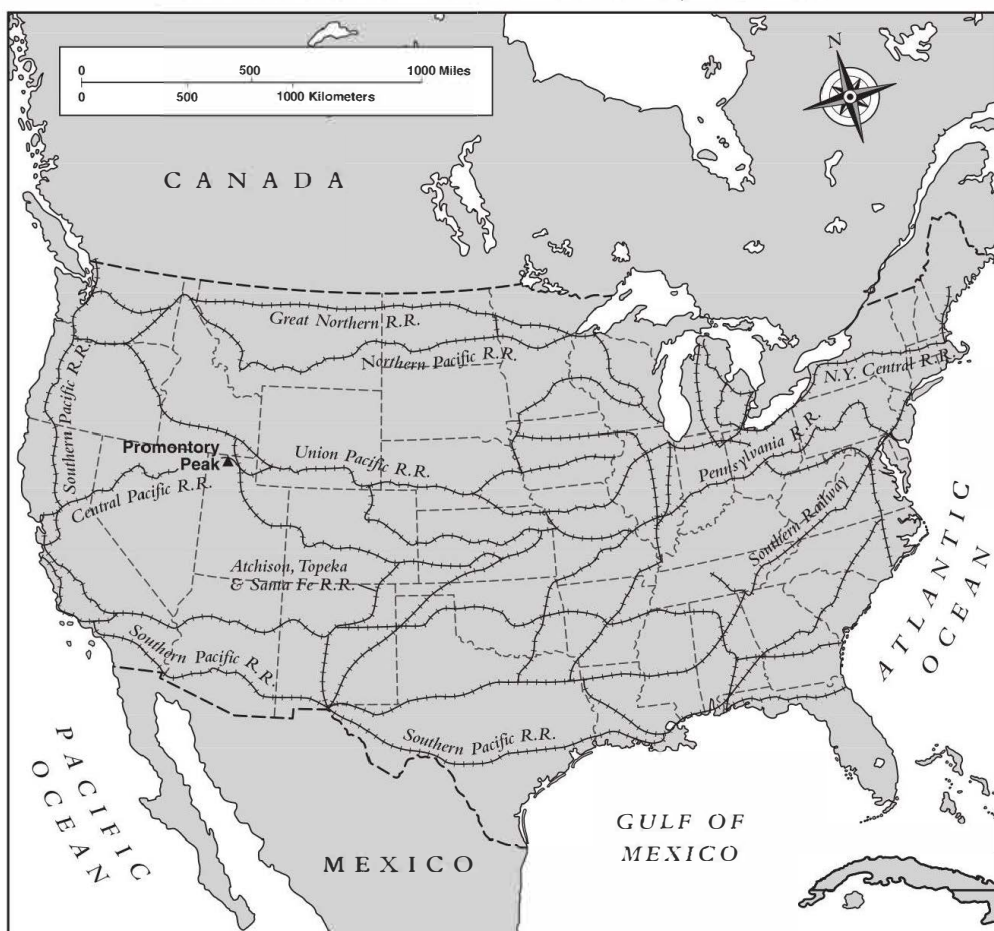 0 500 1000 Miles
0 500 1000 Kilometers
N
CANADA
Great Northern R.R.
Northern Pacific R.R.
N.Y. Central R.R.
Southern Pacific R.R.
Promontory
Peak
Union Pacific R.R.
Pennsylvania R.R.
Central Pacific R.R.
Southern Railway
Atchison, Topeka
& Santa Fe R.R.
ATLANTIC
OCEAN
Southern Pacific R.R.
Southern Pacific R.R.
PACIFIC
OCEAN
GULF OF
MEXICO
MEXICO